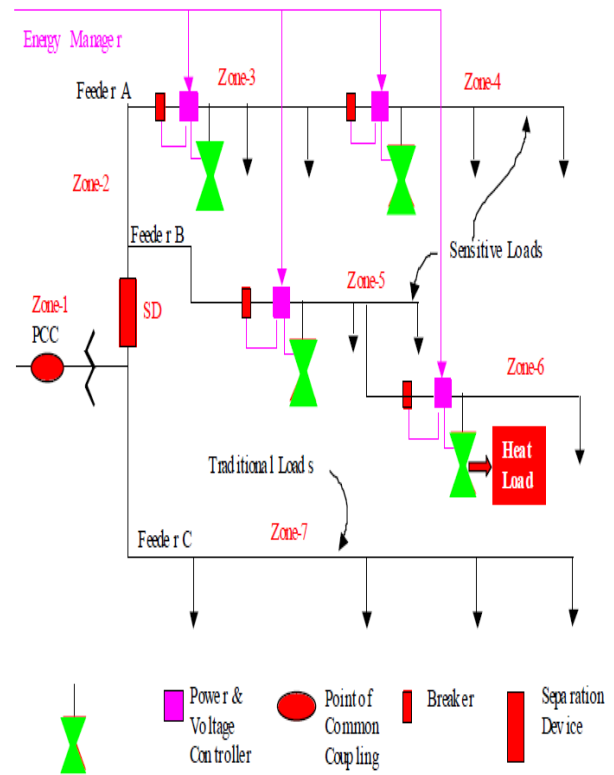 Energy Manager
Zone-3
Zone-4
Feeder A
Zone-2
Feeder B
Sensitive Loads
Zone-5
Zone-1
PCC
SD
Zone-6
Heat
Load
Traditional Loads
Zone-7
Feeder C
Power &
Voltage
Controller
Point of
Common
Coupling
Breaker
Separation
Device